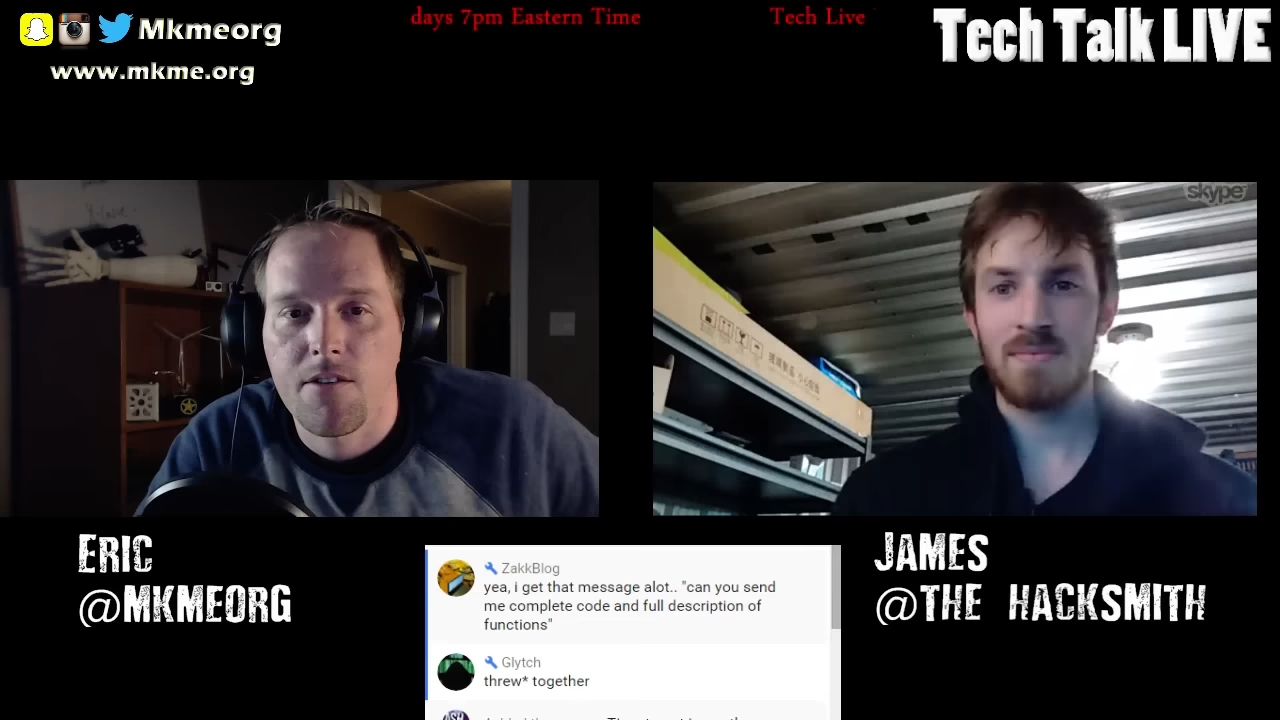 days 7pm Eastern Time Tech Live
Mkmeorg
www.mkme.org
Tech Talk LIVE
skype
ERIC
@MKMEORG
JAMES
@THE HACKSMITH
ZakkBlog
yea, i get that message alot.. "can you send
me complete code and full description of
functions"
Glytch
threw* together